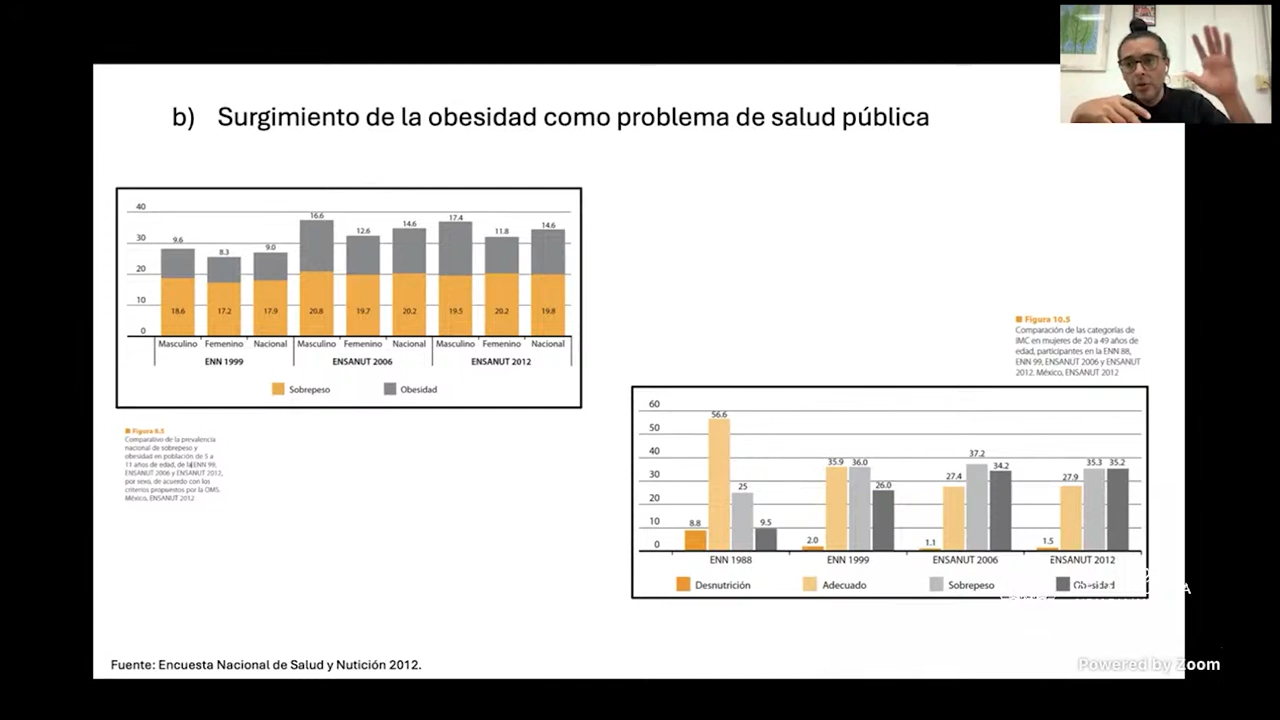 b) Surgimiento de la obesidad como problema de salud pública
40
30
20
10
0
9.6
8.3
9.0
16.6
12.6
14.6
17.4
11.8
14.6
18.6
17.2
17.9
20.8
19.7
20.2
19.5
20.2
19.8
Masculino Femenino Nacional Masculino Femenino Nacional Masculino Femenino Nacional
ENN 1999 ENSANUT 2006 ENSANUT 2012
Sobrepeso Obesidad
Figura 6.5
Comparativo de la prevalencia
nacional de sobrepeso y
obesidad en población de 5 a
11 años de edad, de la ENN 99,
ENSANUT 2006 y ENSANUT 2012,
por sexo, de acuerdo con los
criterios propuestos por la OMS.
México, ENSANUT 2012
Figura 10.5
Comparación de las categorías de
IMC en mujeres de 20 a 49 años de
edad, participantes en la ENN 88,
ENN 99, ENSANUT 2006 y ENSANUT
2012. México, ENSANUT 2012
60
50
40
30
20
10
0
8.8
56.6
25
9.5
2.0
35.9
36.0
26.0
1.1
27.4
37.2
34.2
1.5
27.9
35.3
35.2
ENN 1988 ENN 1999 ENSANUT 2006 ENSANUT 2012
Desnutrición Adecuado Sobrepeso Obesidad
Fuente: Encuesta Nacional de Salud y Nutición 2012.
Powered by Zoom